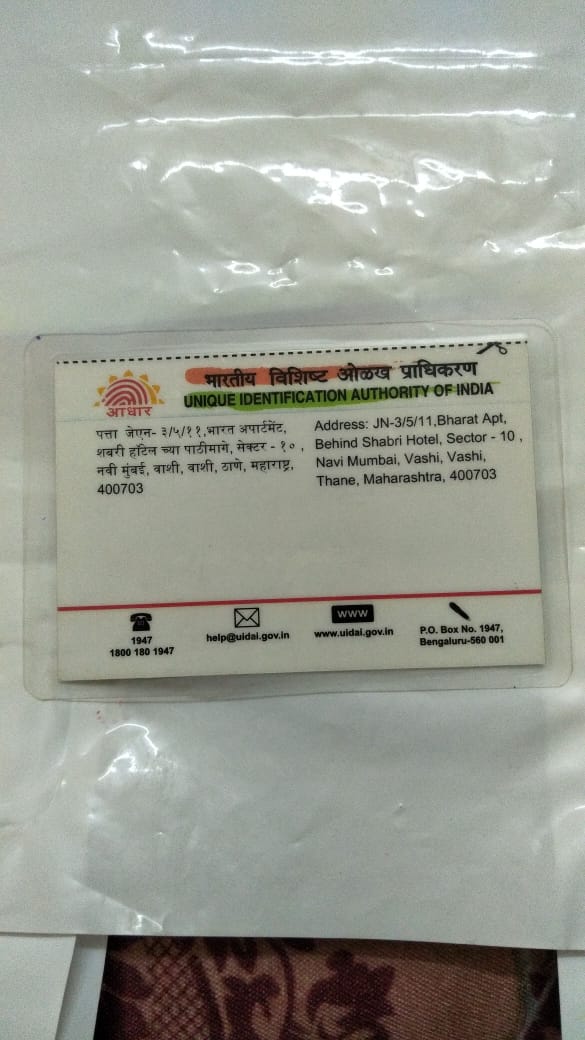 भारतीय विशिष्ट ओळख प्राधिकरण
UNIQUE IDENTIFICATION AUTHORITY OF INDIA
आधार
पत्ता जेएन- ३/५/११,भारत अपार्टमेंट,
शबरी हॉटेल च्या पाठीमागे, सेक्टर - १० ,
नवी मुंबई, वाशी, वाशी, ठाणे, महाराष्ट्र,
400703
Address: JN-3/5/11,Bharat Apt,
Behind Shabri Hotel, Sector - 10 ,
Navi Mumbai, Vashi, Vashi,
Thane, Maharashtra, 400703
1947
1800 180 1947
help@uidai.gov.in
WWW
www.uidai.gov.in
P.O. Box No. 1947,
Bengaluru-560 001